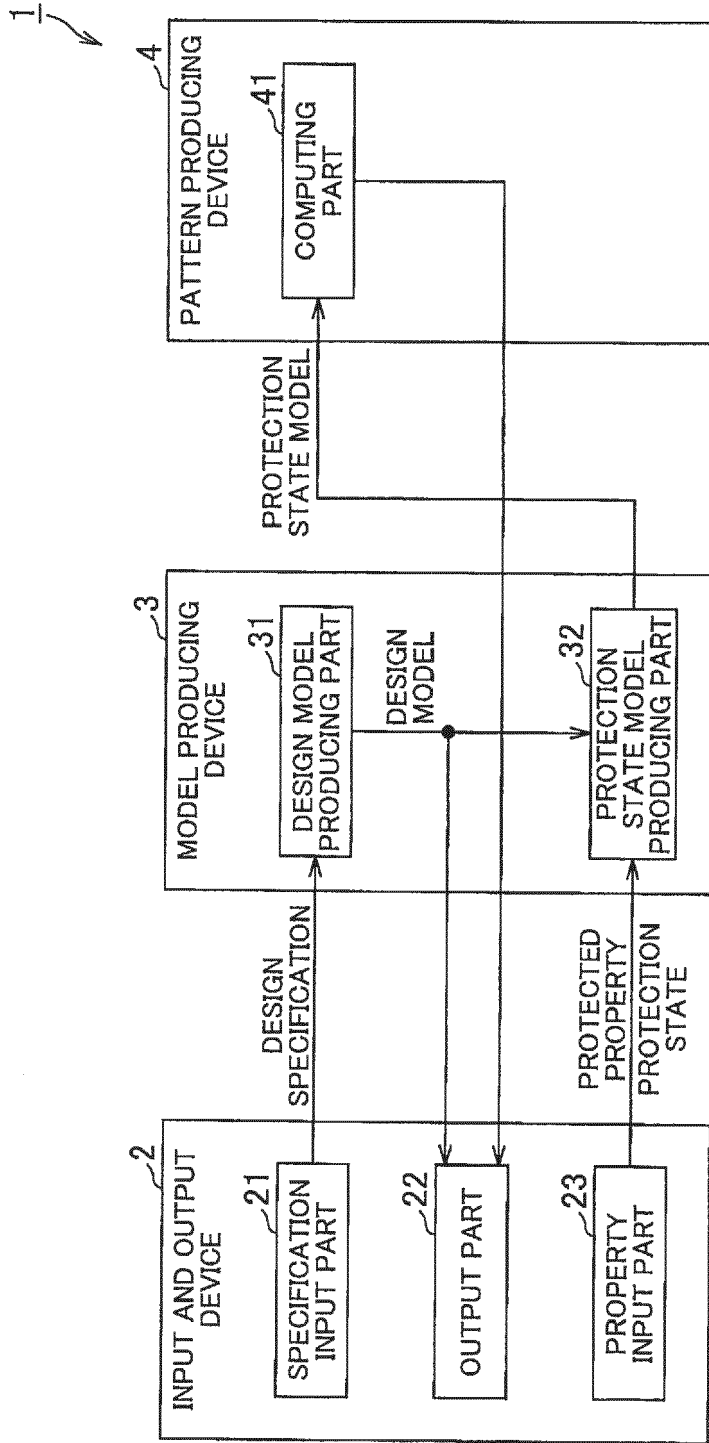 1
2
INPUT AND OUTPUT
DEVICE
21
SPECIFICATION
INPUT PART
22
OUTPUT PART
23
PROPERTY
INPUT PART
DESIGN
SPECIFICATION
PROTECTED
PROPERTY
PROTECTION
STATE
3
MODEL PRODUCING
DEVICE
31
DESIGN MODEL
PRODUCING PART
DESIGN
MODEL
32
PROTECTION
STATE MODEL
PRODUCING PART
PROTECTION
STATE MODEL
4
PATTERN PRODUCING
DEVICE
41
COMPUTING
PART